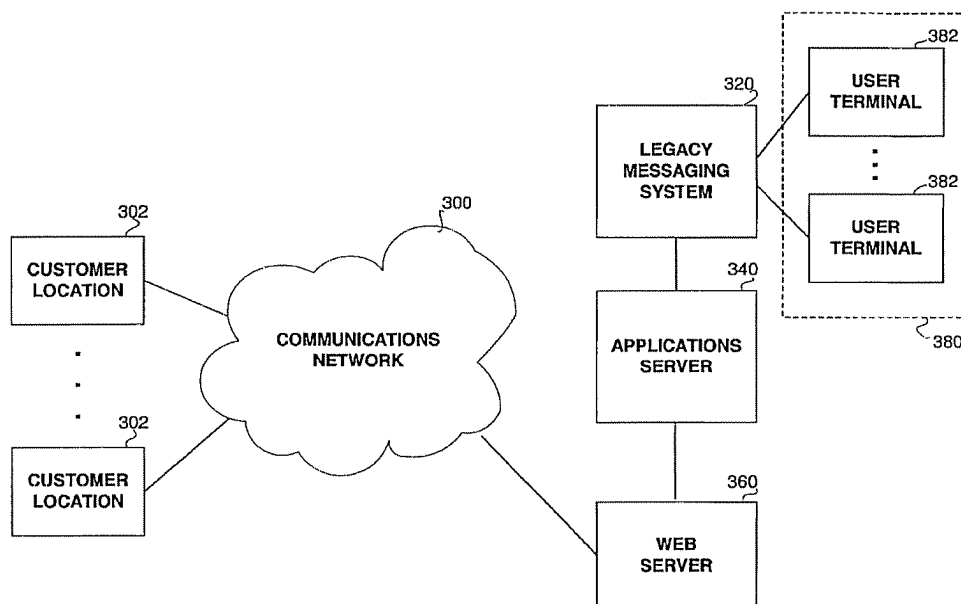 382
USER
TERMINAL
320
LEGACY
MESSAGING
SYSTEM
382
USER
TERMINAL
302
CUSTOMER
LOCATION
300
COMMUNICATIONS
NETWORK
340
APPLICATIONS
SERVER
380
302
CUSTOMER
LOCATION
360
WEB
SERVER